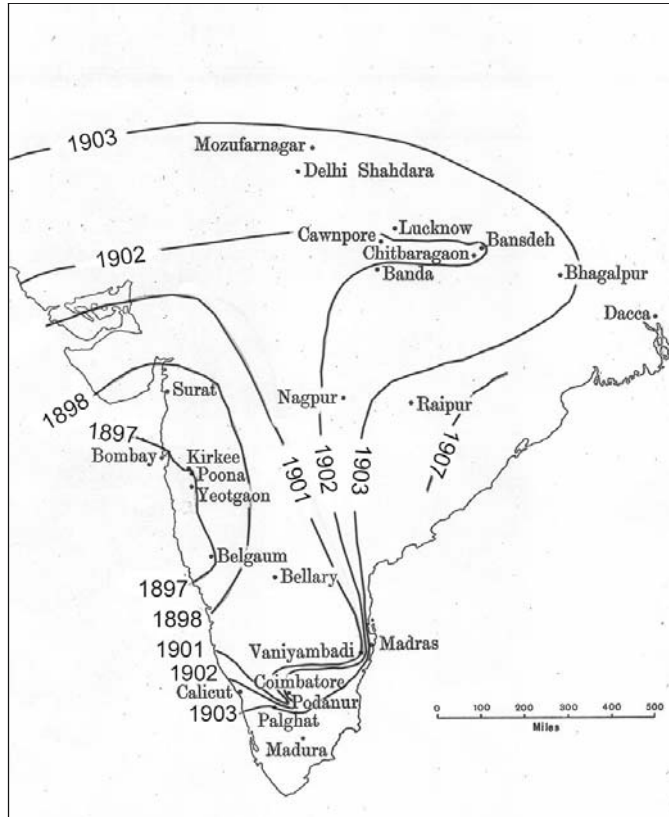 1903
Mozufarnagar
Delhi Shahdara
Lucknow
Cawnpore
Bansdeh
1902
Chitbaragaon
Banda
Bhagalpur
Dacca
1898
Surat
Nagpur
Raipur
1897
Bombay
Kirkee
Poona
Yeotgaon
1901
1902
1903
1907
Belgaum
1897
Bellary
1898
1901
Vaniyambadi
Madras
1902
Coimbatore
Calicut
Podanur
1903
Palghat
Madura
0 100 200 300 400 500
Miles